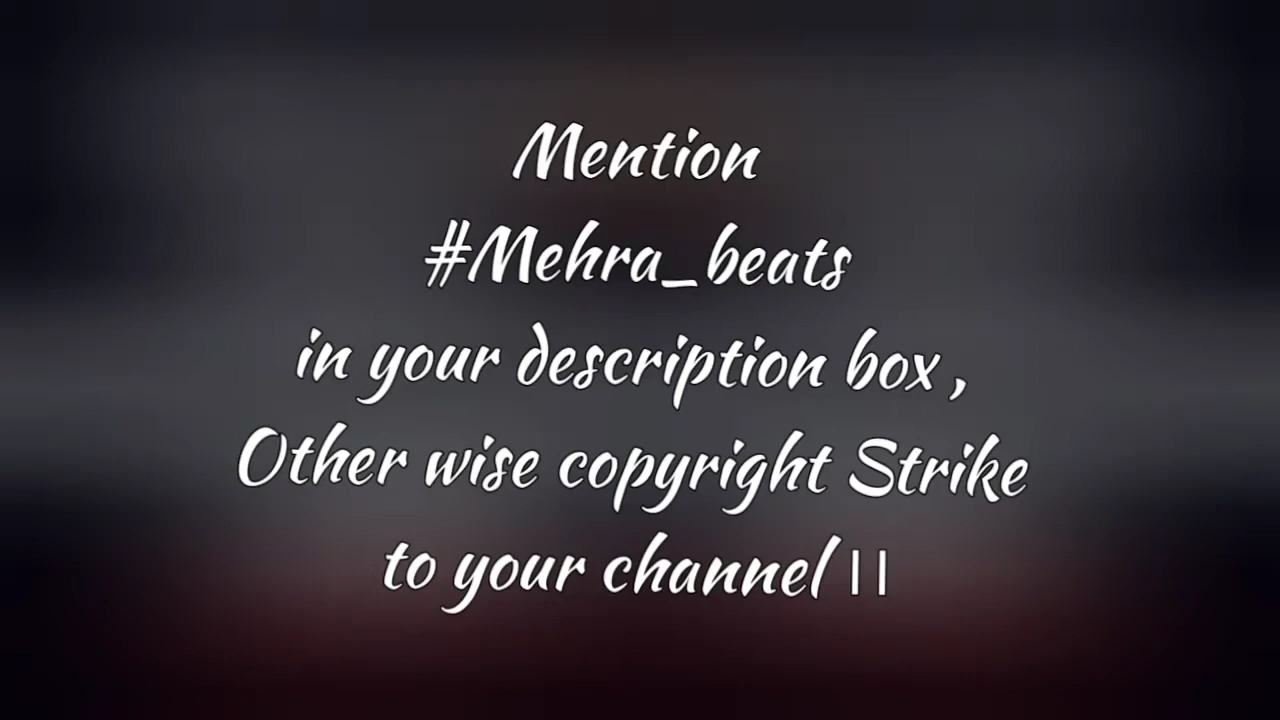 Mention
#Mehra_beats
in your description box ,
Other wise copyright Strike
to your channel ||